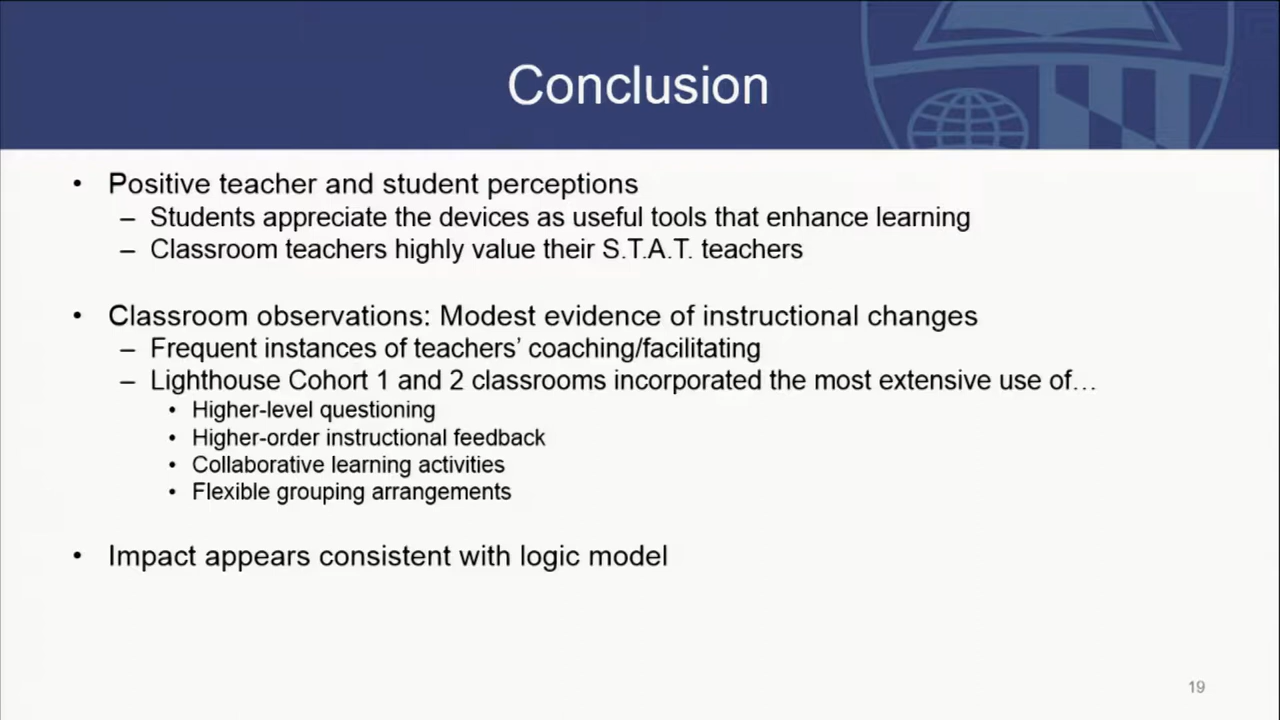 Conclusion
• Positive teacher and student perceptions
– Students appreciate the devices as useful tools that enhance learning
– Classroom teachers highly value their S.T.A.T. teachers
• Classroom observations: Modest evidence of instructional changes
– Frequent instances of teachers’ coaching/facilitating
– Lighthouse Cohort 1 and 2 classrooms incorporated the most extensive use of…
• Higher-level questioning
• Higher-order instructional feedback
• Collaborative learning activities
• Flexible grouping arrangements
• Impact appears consistent with logic model
19